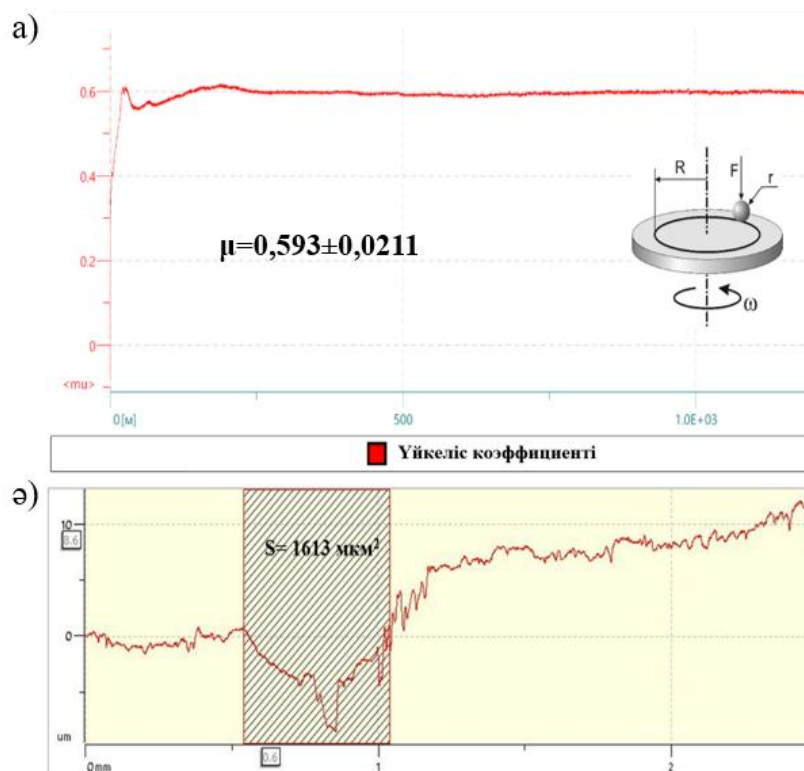 а)
0.6
0.4
R
F
r
μ=0,593±0,0211
0.2
ω
0
<mu>
0[м]
500
1.0E+03
Үйкеліс коэффициенті
ә)
10
8.6
S= 1613 мкм²
0
um
0mm
0.6
1
2